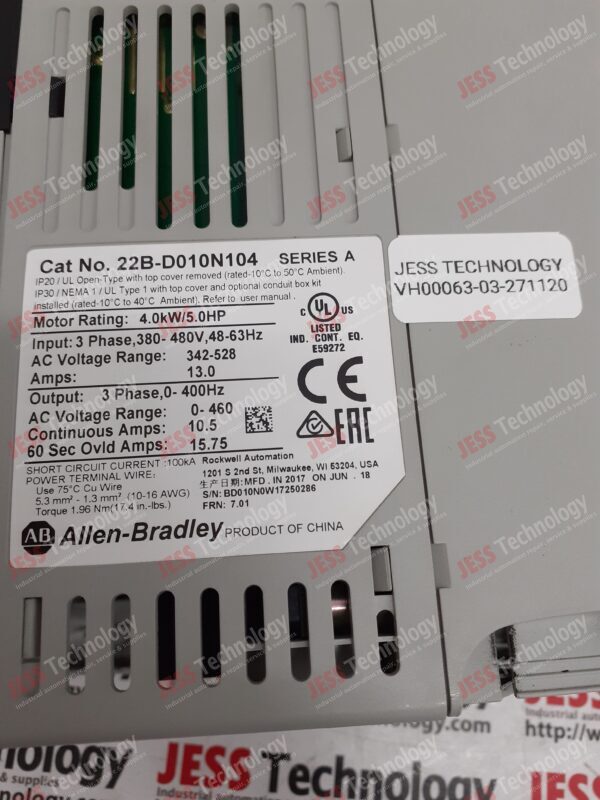 Cat No. 22B-D010N104 SERIES A
IP20 / UL Open-Type with top cover removed (rated-10°C to 50°C Ambient).
IP30 / NEMA 1 / UL Type 1 with top cover and optional conduit box kit
installed (rated-10°C to 40°C Ambient). Refer to user manual.
Motor Rating: 4.0kW/5.0HP
Input: 3 Phase,380- 480V,48-63Hz
AC Voltage Range: 342-528
Amps: 13.0
Output: 3 Phase,0- 400Hz
AC Voltage Range: 0- 460
Continuous Amps: 10.5
60 Sec Ovld Amps: 15.75
C UL US
LISTED
IND. CONT. EQ.
E59272
CE
EAC
SHORT CIRCUIT CURRENT :100kA
POWER TERMINAL WIRE:
Use 75°C Cu Wire
5.3 mm² - 1.3 mm² (10-16 AWG)
Torque 1.96 Nm(17.4 in.-lbs.)
Rockwell Automation
1201 S 2nd St, Milwaukee, WI 53204, USA
生产日期:MFD. IN 2017 ON JUN . 18
S/N: BD010N0W17250286
FRN: 7.01
AB Allen-Bradley PRODUCT OF CHINA
JESS TECHNOLOGY
VH00063-03-271120
JESS Technology
Industrial automation repair, service & supplies